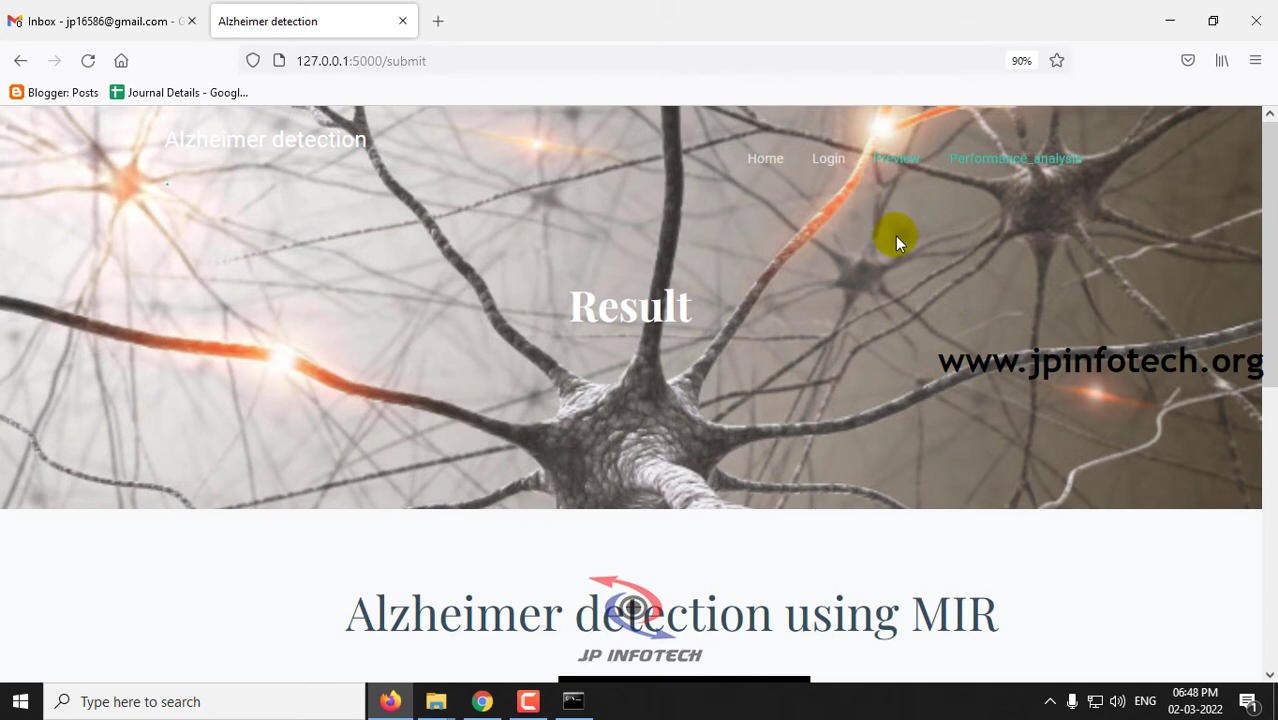 Inbox - jp16586@gmail.com - G
Alzheimer detection
127.0.0.1:5000/submit
90%
Blogger: Posts
Journal Details - Googl...
Alzheimer detection
.
Home
Login
Preview
Performance_analysis
Result
www.jpinfotech.org
Alzheimer detection using MIR
JP INFOTECH
Type here to search
ENG
06:48 PM
02-03-2022
1